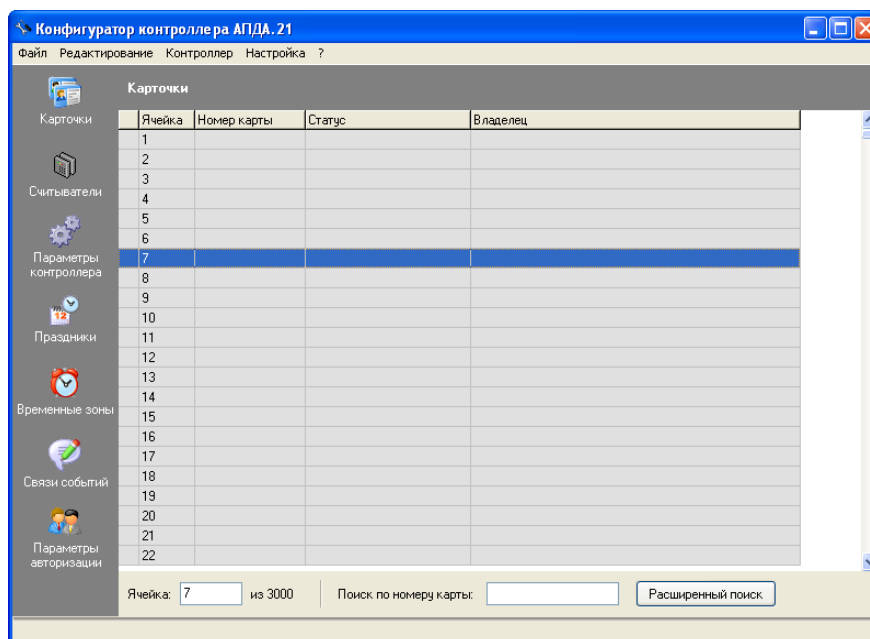 Конфигуратор контроллера АПДА.21
Файл Редактирование Контроллер Настройка ?
Карточки
Карточки
Считыватели
Параметры
контроллера
12
Праздники
Временные зоны
Связи событий
Параметры
авторизации
Ячейка Номер карты Статус Владелец
1
2
3
4
5
6
7
8
9
10
11
12
13
14
15
16
17
18
19
20
21
22
Ячейка: 7 из 3000 Поиск по номеру карты: Расширенный поиск